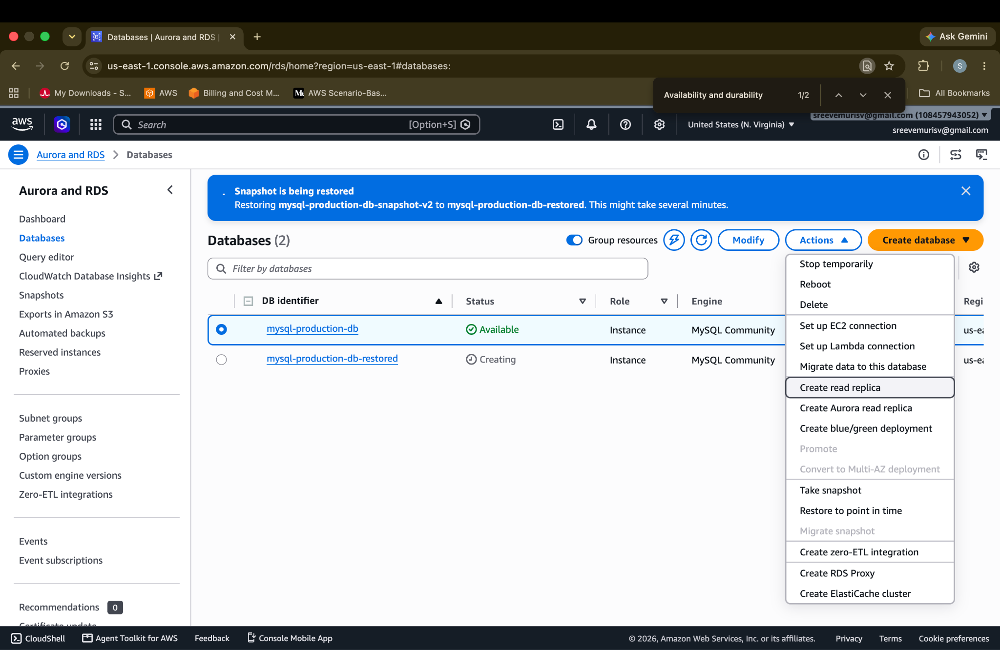 Databases | Aurora and RDS
Ask Gemini
us-east-1.console.aws.amazon.com/rds/home?region=us-east-1#databases:
S
My Downloads - S...
AWS
Billing and Cost M...
AWS Scenario-Bas...
Availability and durability 1/2
All Bookmarks
aws
Search [Option+S]
United States (N. Virginia)
sreevemurisv@gmail.com (108457943052)
sreevemurisv@gmail.com
Aurora and RDS > Databases
Aurora and RDS
Dashboard
Databases
Query editor
CloudWatch Database Insights
Snapshots
Exports in Amazon S3
Automated backups
Reserved instances
Proxies
Subnet groups
Parameter groups
Option groups
Custom engine versions
Zero-ETL integrations
Events
Event subscriptions
Recommendations 0
Certificate update
Snapshot is being restored
Restoring mysql-production-db-snapshot-v2 to mysql-production-db-restored. This might take several minutes.
Databases (2)
Group resources
Modify
Actions
Create database
Filter by databases
DB identifier Status Role Engine Regi
mysql-production-db Available Instance MySQL Community us-ea
mysql-production-db-restored Creating Instance MySQL Community us-ea
Stop temporarily
Reboot
Delete
Set up EC2 connection
Set up Lambda connection
Migrate data to this database
Create read replica
Create Aurora read replica
Create blue/green deployment
Promote
Convert to Multi-AZ deployment
Take snapshot
Restore to point in time
Migrate snapshot
Create zero-ETL integration
Create RDS Proxy
Create ElastiCache cluster
CloudShell
Agent Toolkit for AWS
Feedback
Console Mobile App
© 2026, Amazon Web Services, Inc. or its affiliates.
Privacy
Terms
Cookie preferences